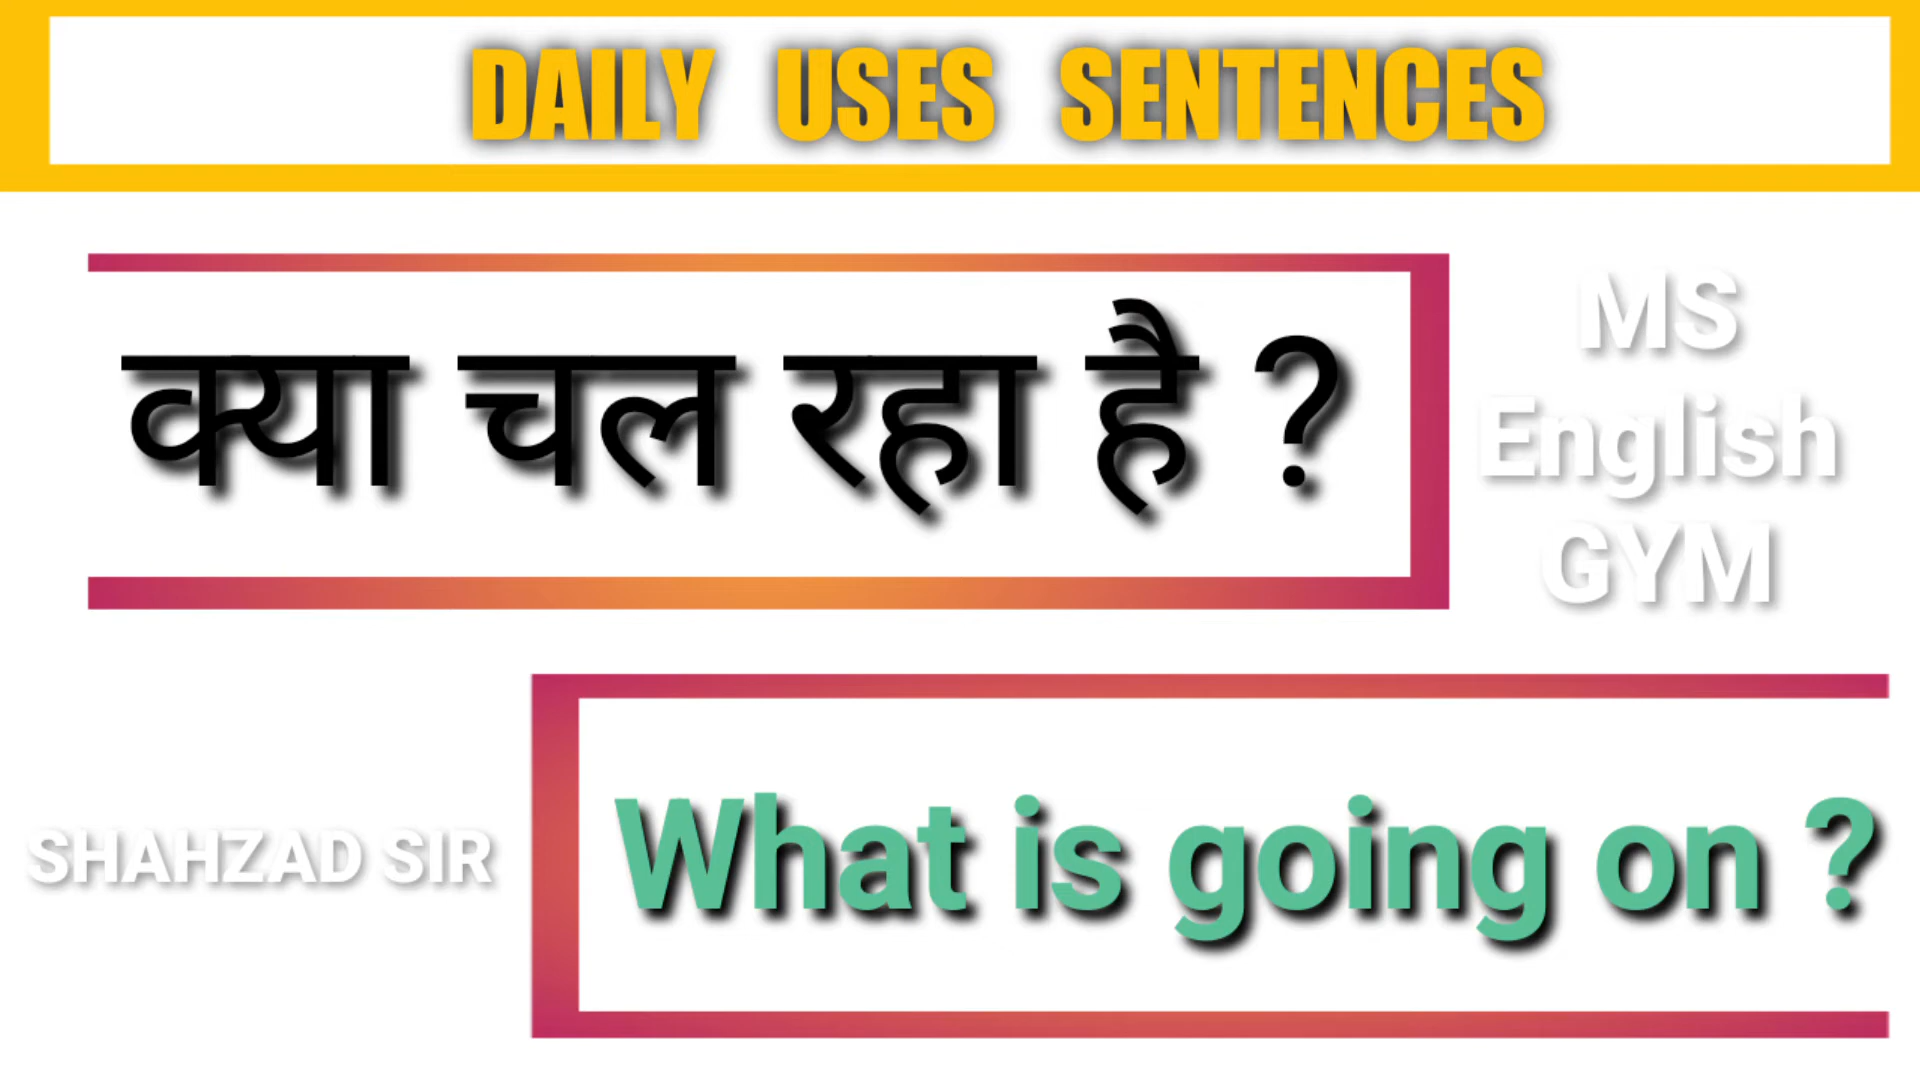 DAILY USES SENTENCES
क्या चल रहा है ?
MS
English
GYM
SHAHZAD SIR
What is going on ?